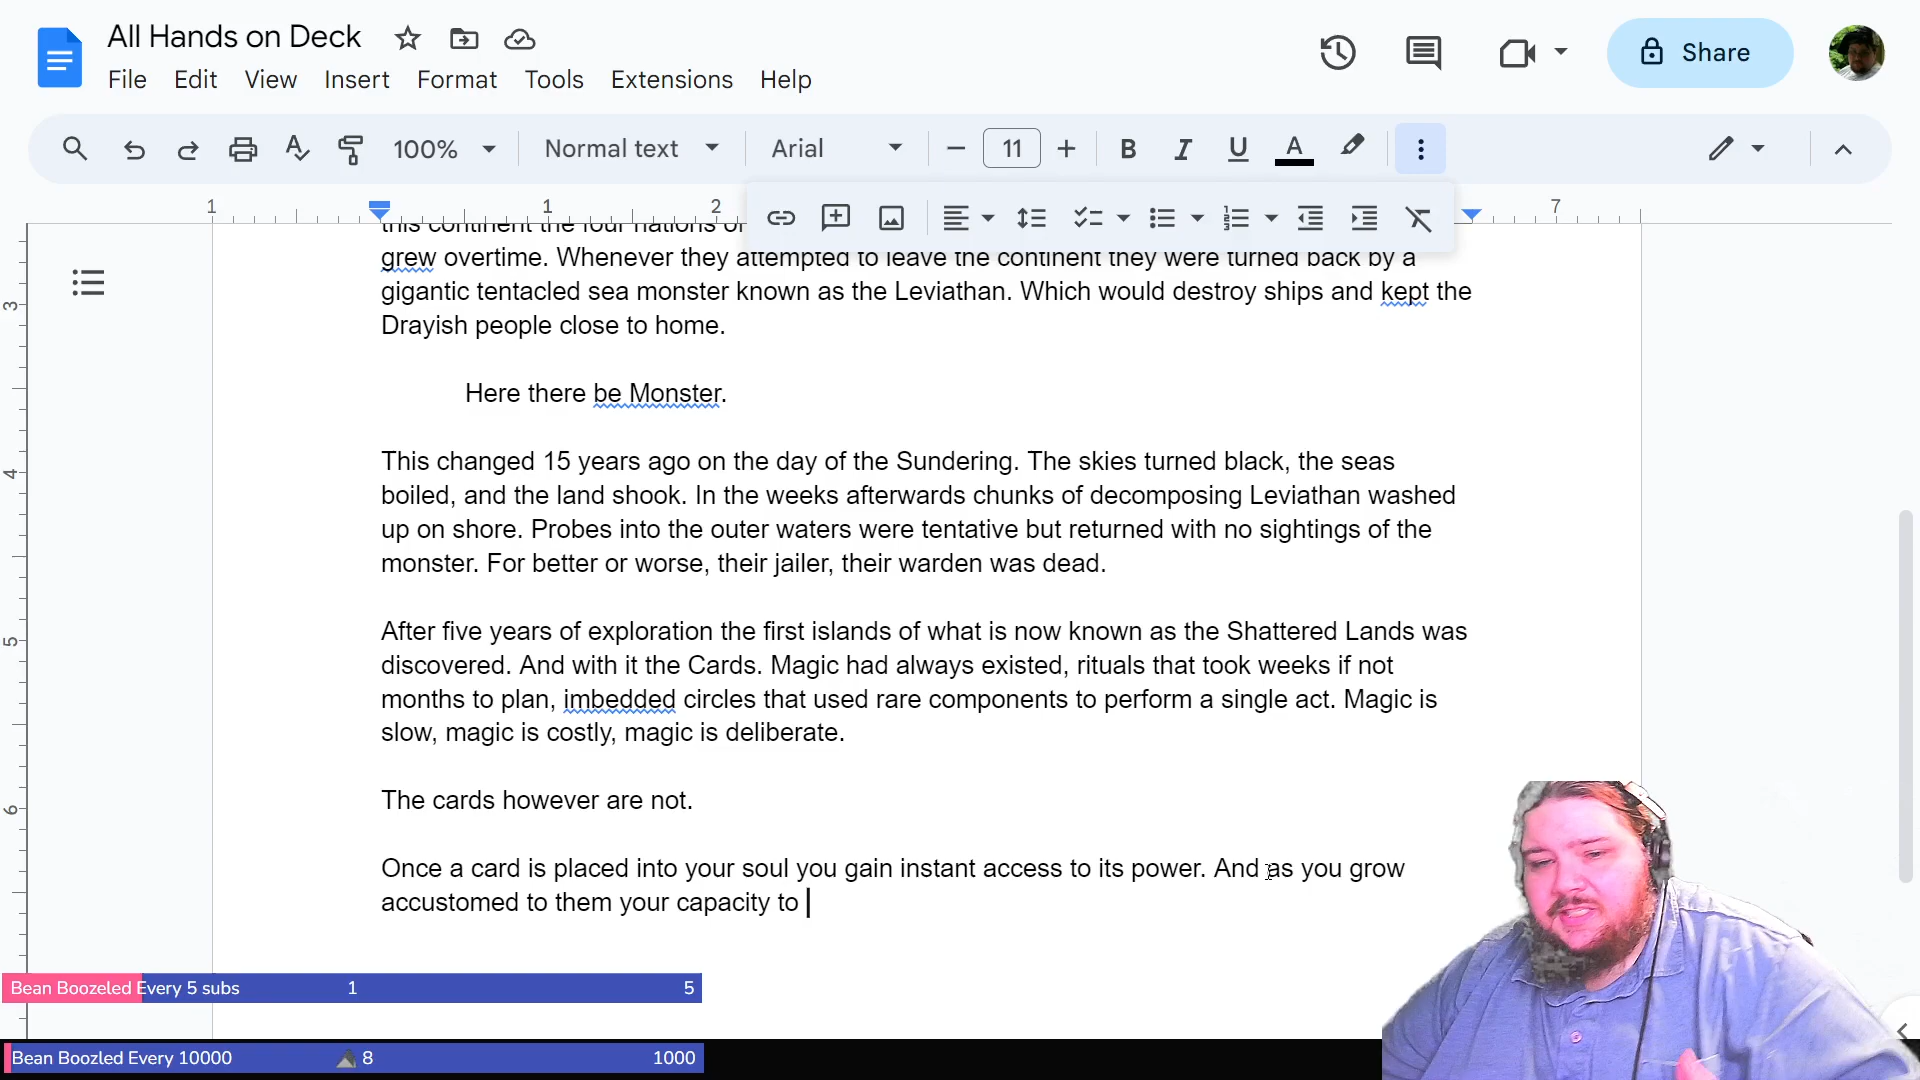 All Hands on Deck
Share
File Edit View Insert Format Tools Extensions Help
100% Normal text Arial 11 B I U A
1 1 2 7
grew overtime. Whenever they attempted to leave the continent they were turned back by a
gigantic tentacled sea monster known as the Leviathan. Which would destroy ships and kept the
3
Drayish people close to home.
Here there be Monster.
This changed 15 years ago on the day of the Sundering. The skies turned black, the seas
4
boiled, and the land shook. In the weeks afterwards chunks of decomposing Leviathan washed
up on shore. Probes into the outer waters were tentative but returned with no sightings of the
monster. For better or worse, their jailer, their warden was dead.
After five years of exploration the first islands of what is now known as the Shattered Lands was
5
discovered. And with it the Cards. Magic had always existed, rituals that took weeks if not
months to plan, imbedded circles that used rare components to perform a single act. Magic is
slow, magic is costly, magic is deliberate.
The cards however are not.
6
Once a card is placed into your soul you gain instant access to its power. And as you grow
accustomed to them your capacity to
Bean Boozeled Every 5 subs 1 5
Bean Boozled Every 10000 8 1000